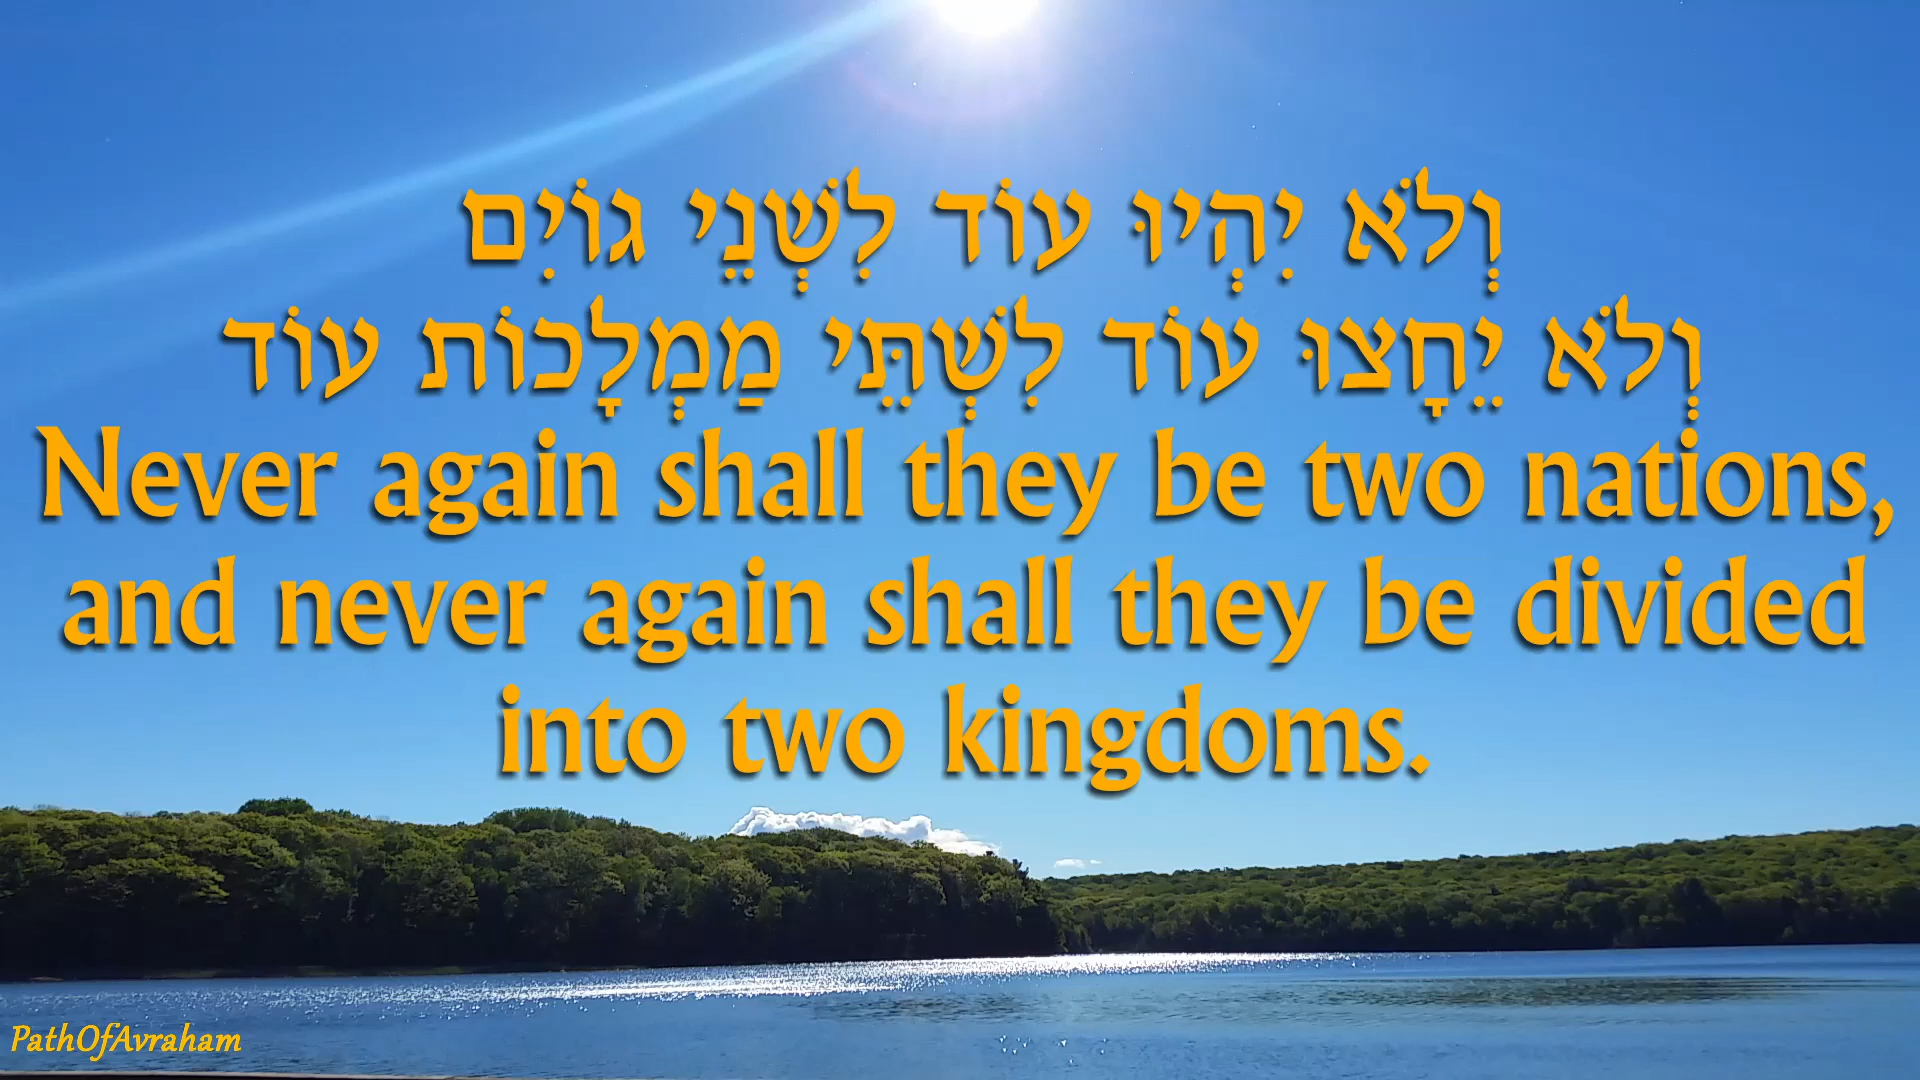 וְלֹא יִהְיוּ עוֹד לִשְׁנֵי גוֹיִם
וְלֹא יֵחָצוּ עוֹד לִשְׁתֵּי מַמְלָכוֹת עוֹד
Never again shall they be two nations,
and never again shall they be divided
into two kingdoms.
PathOfAvraham